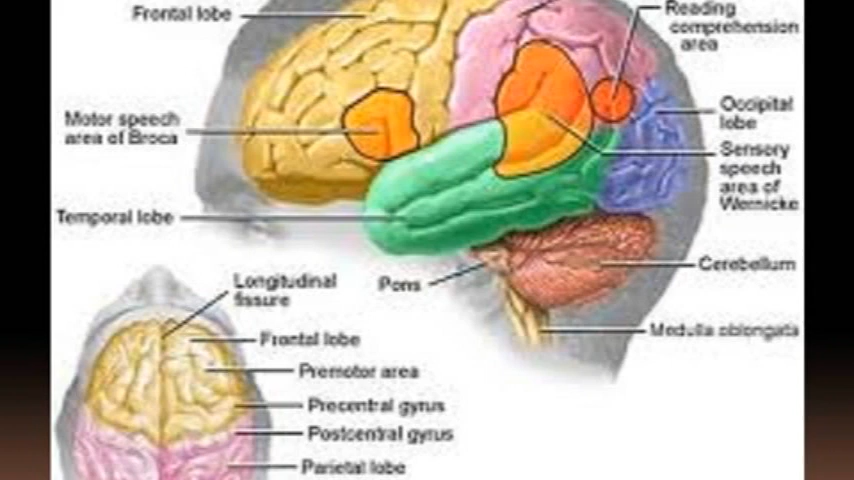 Frontal lobe
Reading
comprehension
area
Motor speech
area of Broca
Occipital
lobe
Sensory
speech
area of
Wernicke
Temporal lobe
Pons
Cerebellum
Medulla oblongata
Longitudinal
fissure
Frontal lobe
Premotor area
Precentral gyrus
Postcentral gyrus
Parietal lobe